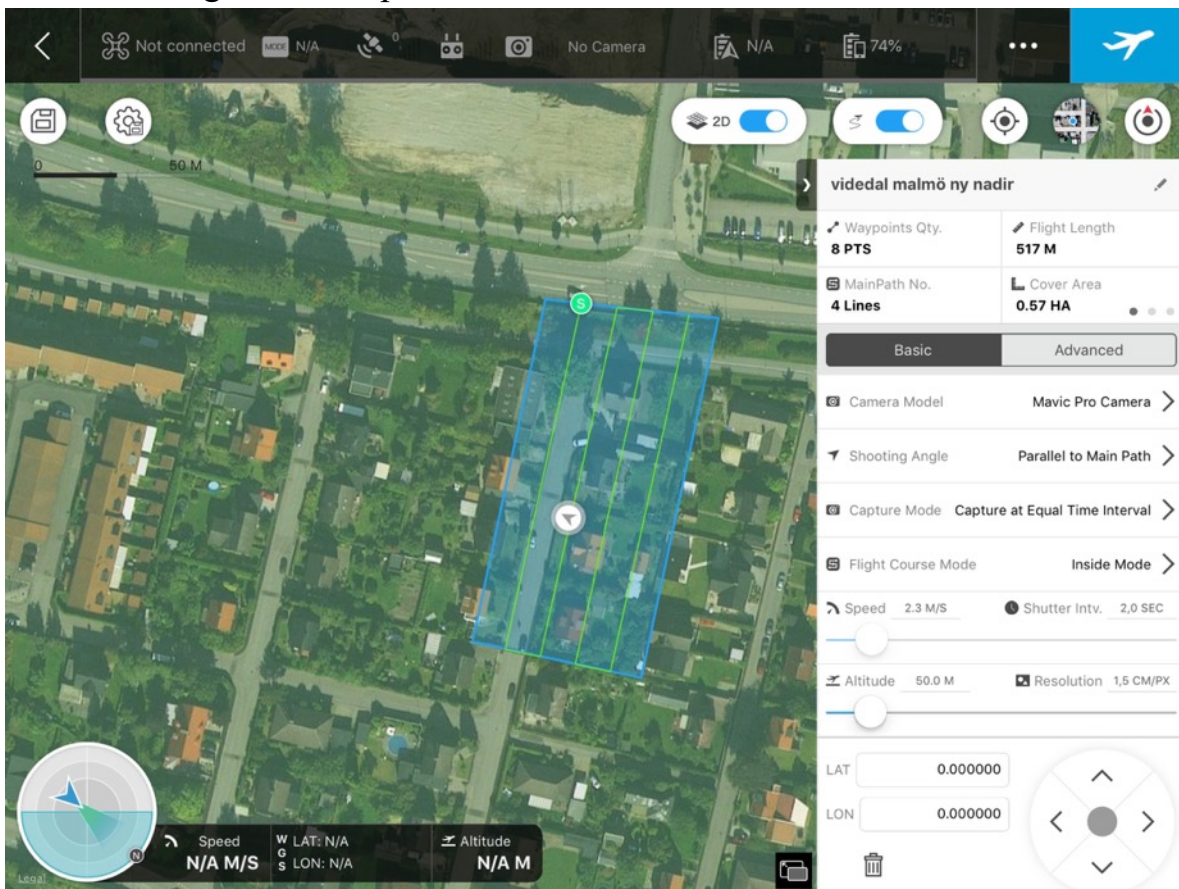 Not connected MODE N/A 0 No Camera N/A 74%
2D
0 50 M
videdal malmö ny nadir
Waypoints Qty. Flight Length
8 PTS 517 M
MainPath No. Cover Area
4 Lines 0.57 HA
Basic Advanced
S
Camera Model Mavic Pro Camera
Shooting Angle Parallel to Main Path
Capture Mode Capture at Equal Time Interval
Flight Course Mode Inside Mode
Speed 2.3 M/S Shutter Intv. 2,0 SEC
Altitude 50.0 M Resolution 1,5 CM/PX
LAT 0.000000
LON 0.000000
Speed WGS LAT: N/A Altitude
N/A M/S LON: N/A N/A M
N
Legal